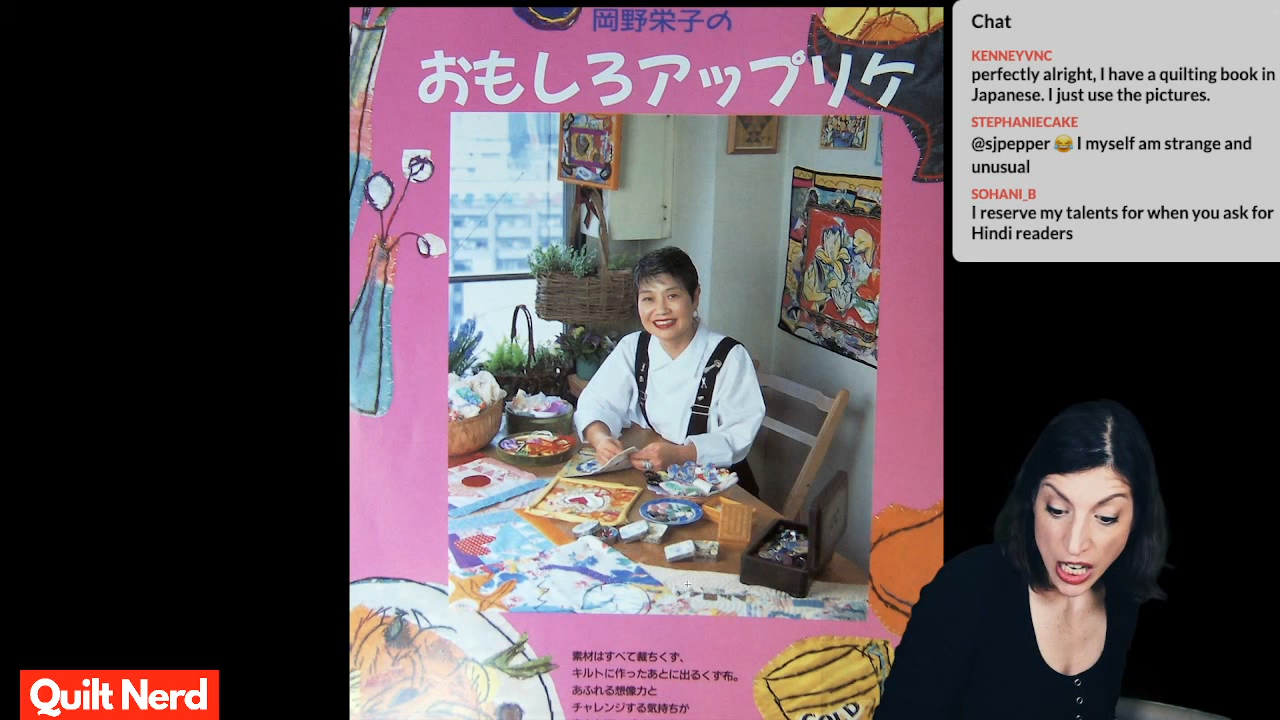 岡野栄子の
おもしろアップリケ
素材はすべて裁ちくず、
キルトに作ったあとに出るくず布。
あふれる想像力と
チャレンジする気持ちが
GOLD
Chat
KENNEYVNC
perfectly alright, I have a quilting book in
Japanese. I just use the pictures.
STEPHANIECAKE
@sjpepper 😂 I myself am strange and
unusual
SOHANI_B
I reserve my talents for when you ask for
Hindi readers
Quilt Nerd